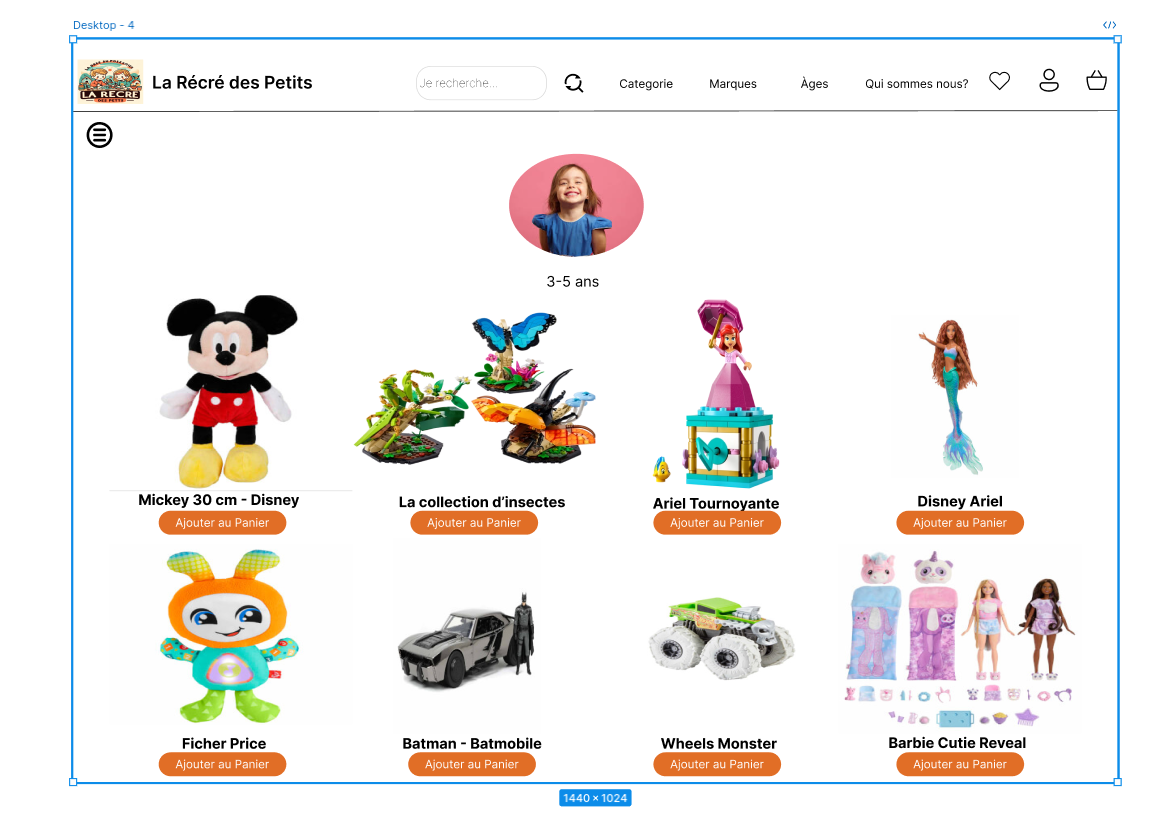 Desktop - 4
</>
LA RÉCRÉ
DES PETITS
La Récré des Petits
Je recherche...
Categorie
Marques
Àges
Qui sommes nous?
3-5 ans
Mickey 30 cm - Disney
La collection d'insectes
Ariel Tournoyante
Disney Ariel
Ajouter au Panier
Ajouter au Panier
Ajouter au Panier
Ajouter au Panier
Ficher Price
Batman - Batmobile
Wheels Monster
Barbie Cutie Reveal
Ajouter au Panier
Ajouter au Panier
Ajouter au Panier
Ajouter au Panier
1440 × 1024